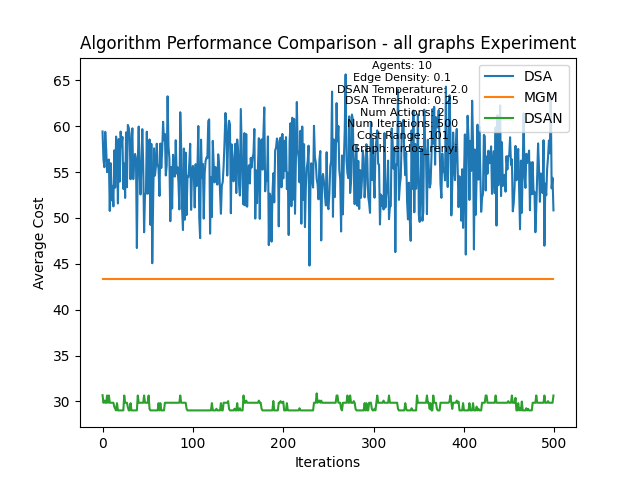 Algorithm Performance Comparison - all graphs Experiment
Agents: 10
Edge Density: 0.1
DSAN Temperature: 2.0
DSA Threshold: 0.25
Num Actions: 2
Num Iterations: 500
Cost Range: 101
Graph: erdos_renyi
DSA
MGM
DSAN
65
60
55
50
45
40
35
30
Average Cost
0
100
200
300
400
500
Iterations